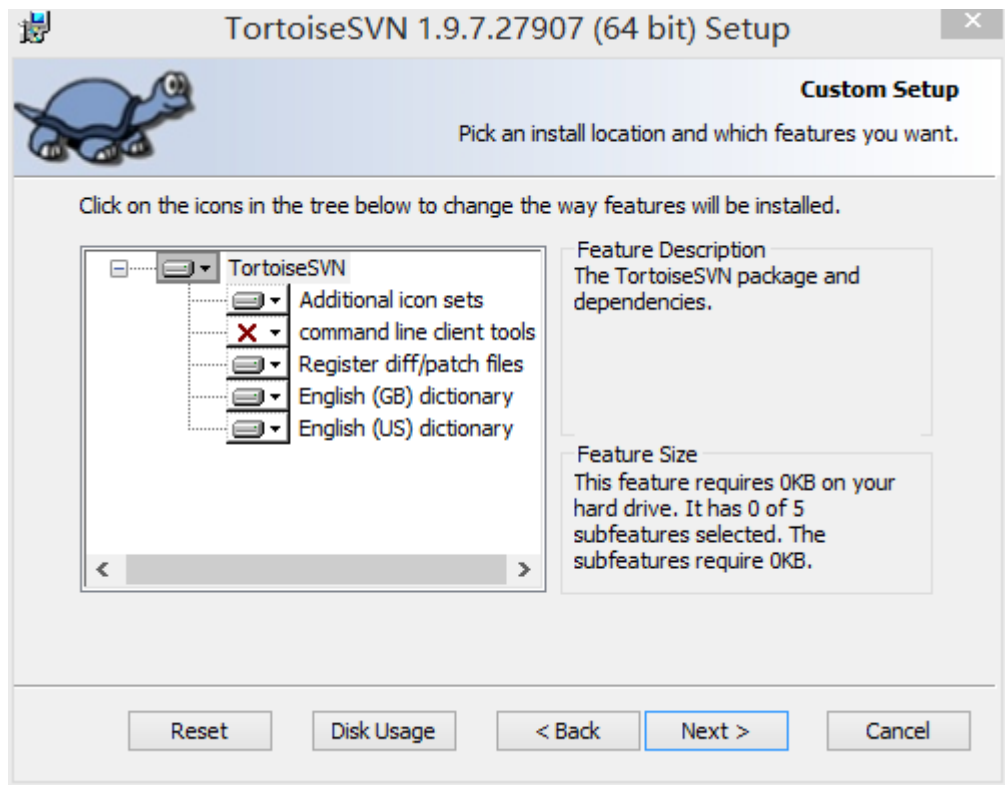 TortoiseSVN 1.9.7.27907 (64 bit) Setup
Custom Setup
Pick an install location and which features you want.
Click on the icons in the tree below to change the way features will be installed.
TortoiseSVN
Additional icon sets
command line client tools
Register diff/patch files
English (GB) dictionary
English (US) dictionary
Feature Description
The TortoiseSVN package and
dependencies.
Feature Size
This feature requires 0KB on your
hard drive. It has 0 of 5
subfeatures selected. The
subfeatures require 0KB.
Reset
Disk Usage
< Back
Next >
Cancel